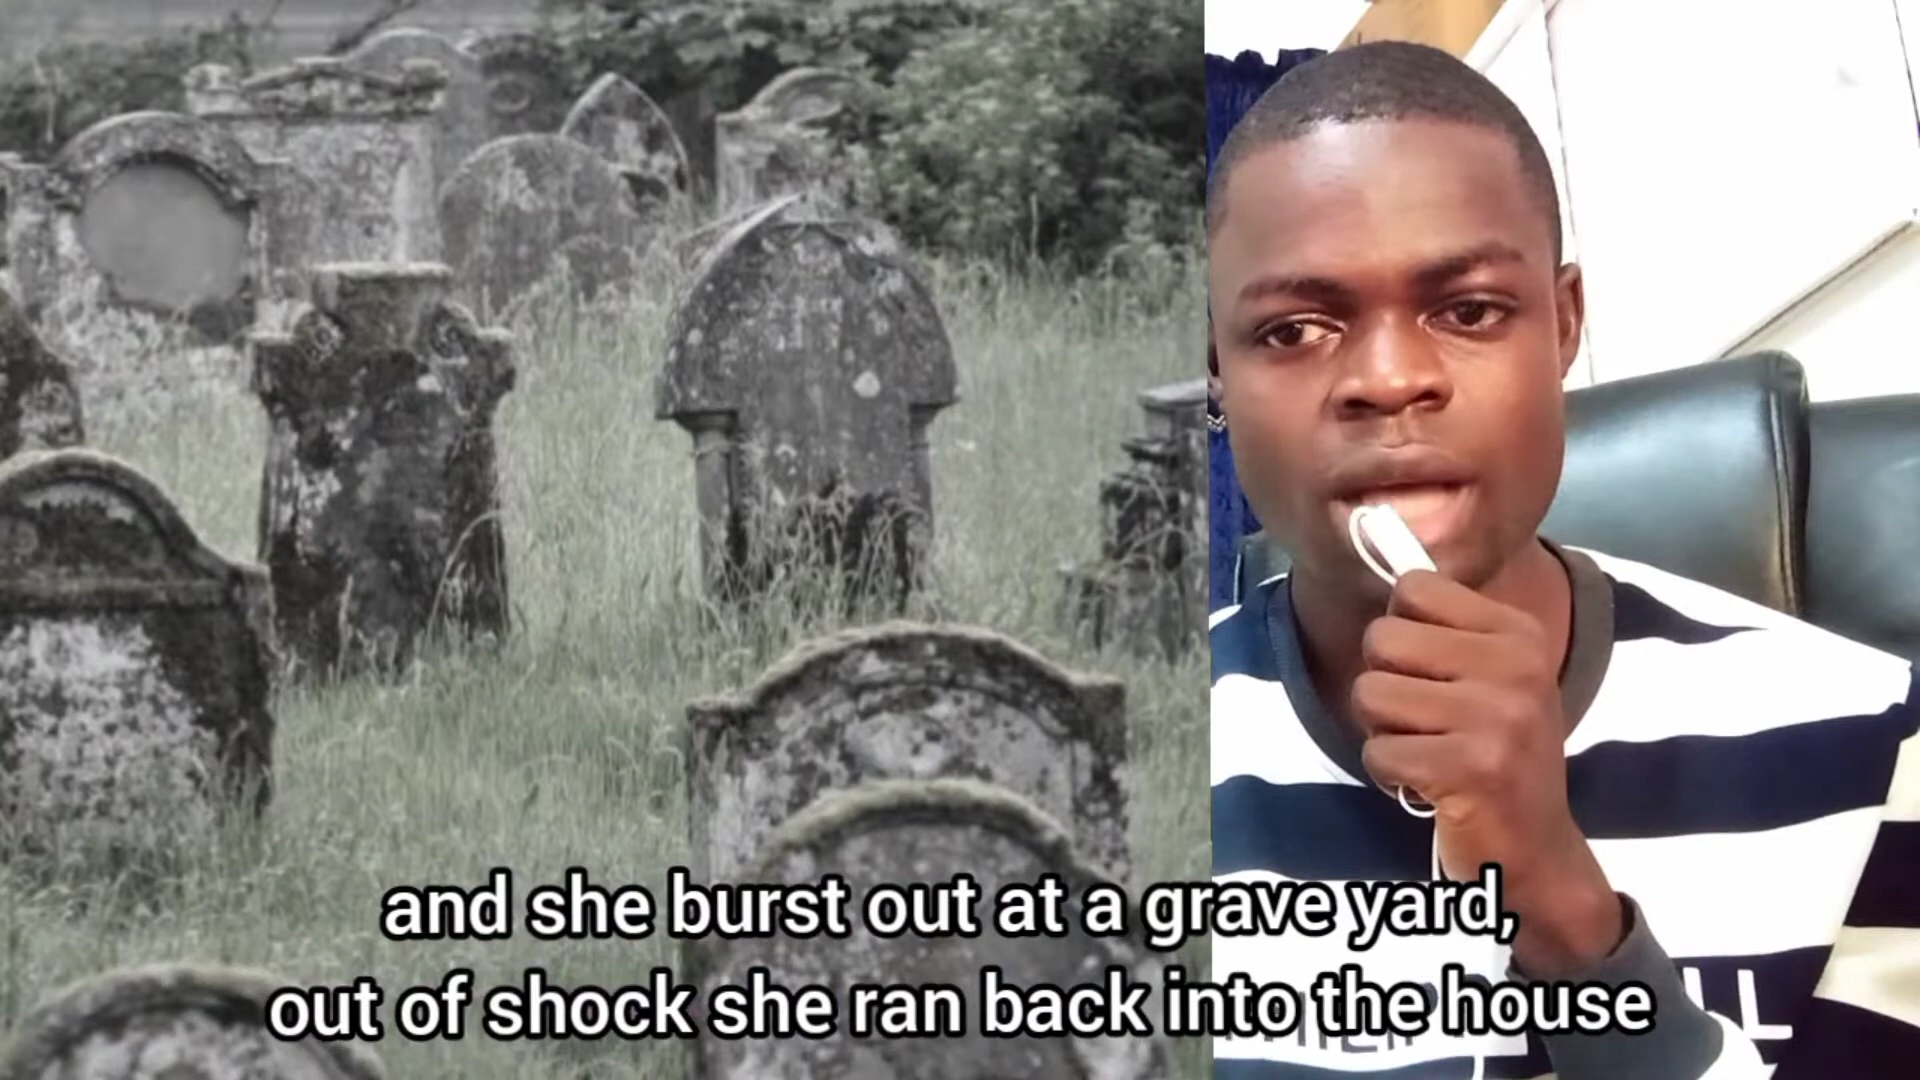 and she burst out at a grave yard,
out of shock she ran back into the house